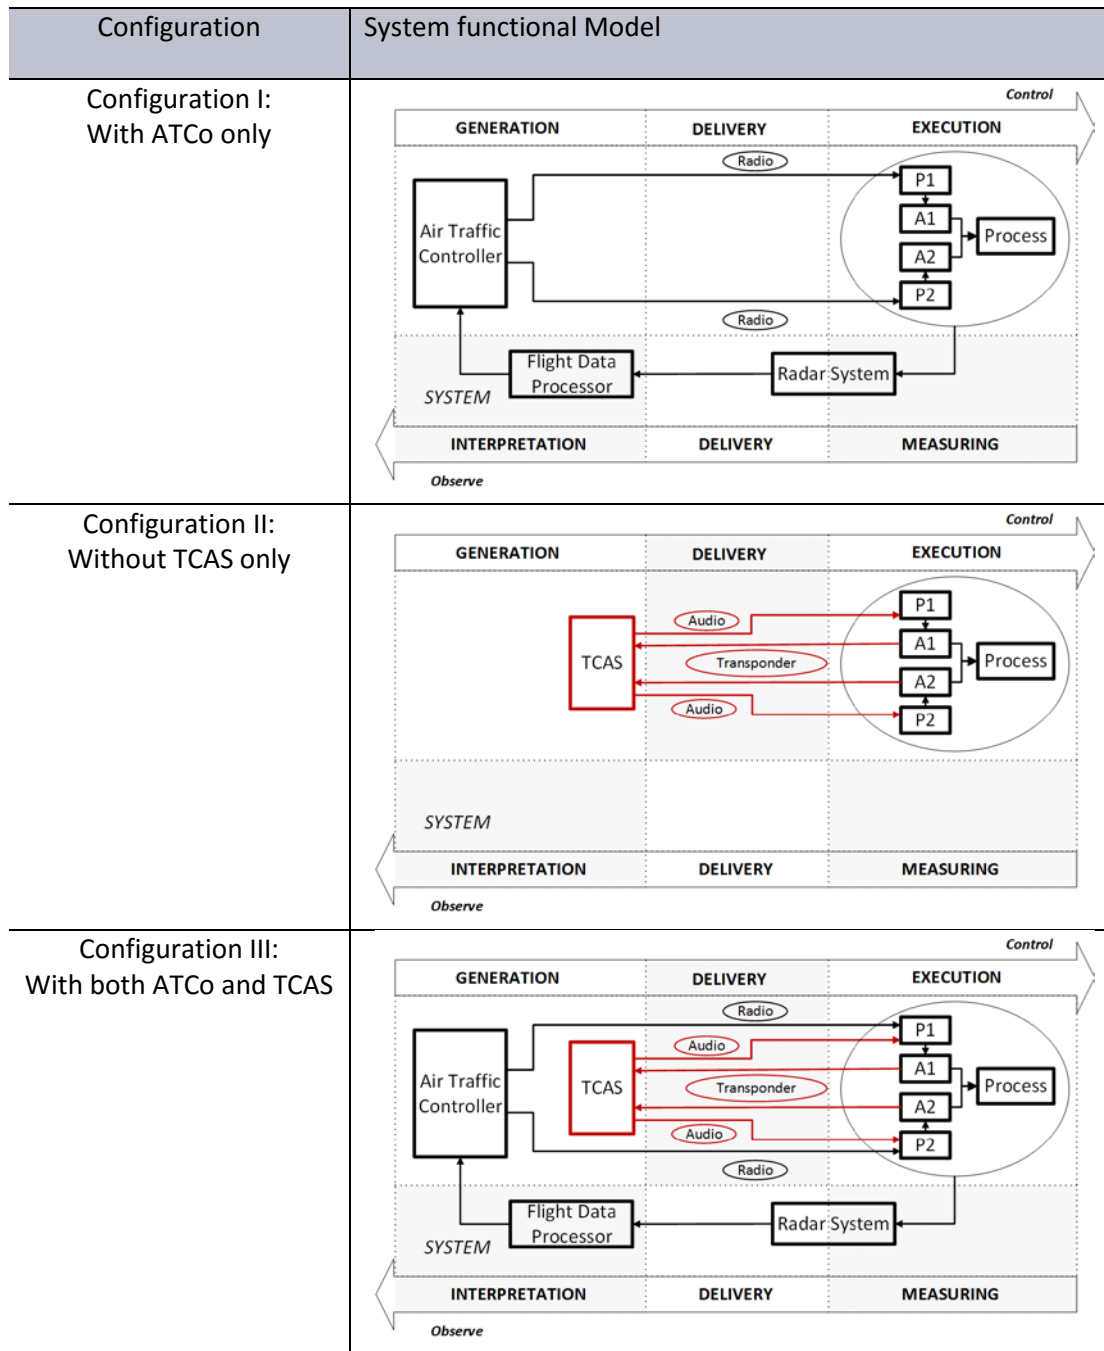 Configuration
System functional Model
Configuration I:
With ATCo only
Control
GENERATION
DELIVERY
EXECUTION
Radio
P1
Air Traffic
Controller
A1
Process
A2
P2
Radio
Flight Data
Processor
Radar System
SYSTEM
INTERPRETATION
DELIVERY
MEASURING
Observe
Configuration II:
Without TCAS only
Control
GENERATION
DELIVERY
EXECUTION
P1
Audio
A1
TCAS
Transponder
Process
A2
Audio
P2
SYSTEM
INTERPRETATION
DELIVERY
MEASURING
Observe
Configuration III:
With both ATCo and TCAS
Control
GENERATION
DELIVERY
EXECUTION
Radio
P1
Audio
A1
Air Traffic
Controller
TCAS
Transponder
Process
A2
Audio
P2
Radio
Flight Data
Processor
Radar System
SYSTEM
INTERPRETATION
DELIVERY
MEASURING
Observe